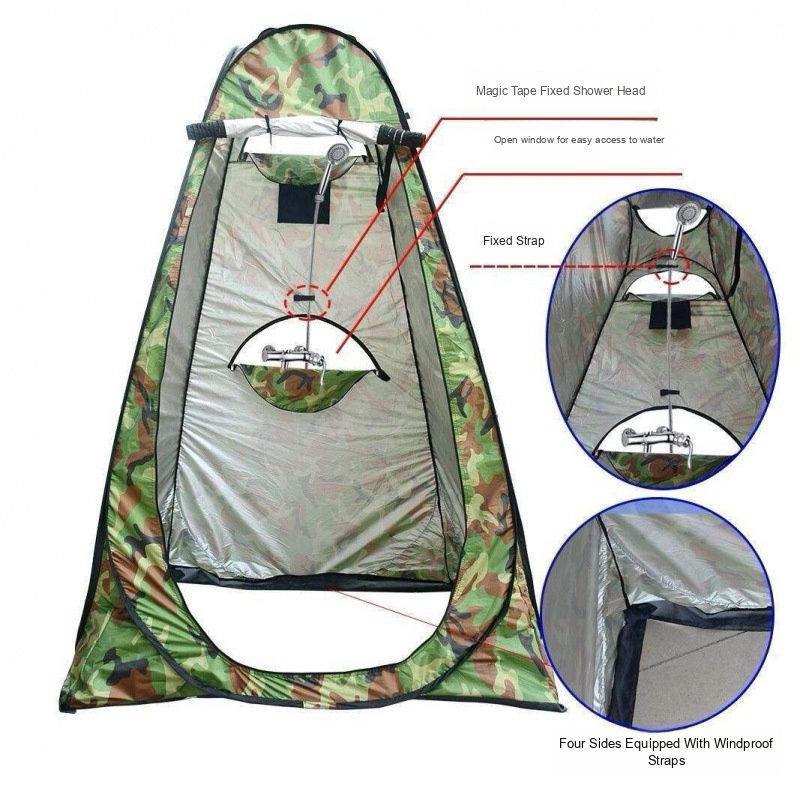 Magic Tape Fixed Shower Head
Open window for easy access to water
Fixed Strap
Four Sides Equipped With Windproof
Straps